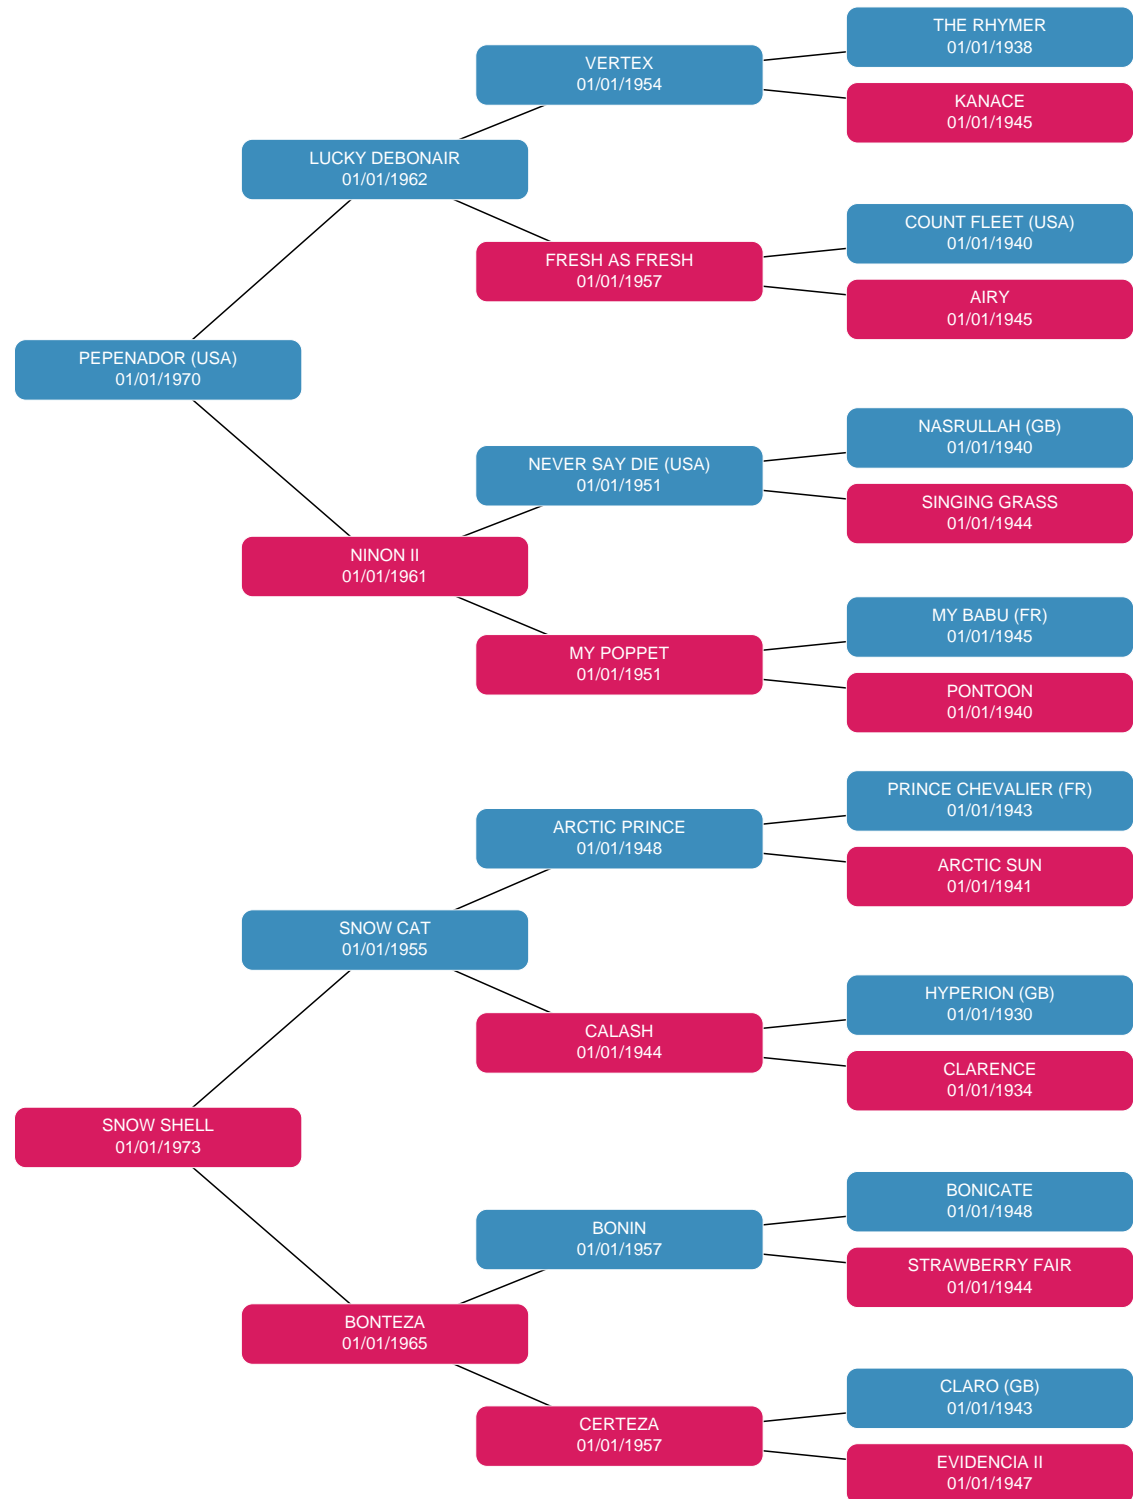 THE RHYMER
01/01/1938
VERTEX
01/01/1954
KANACE
01/01/1945
LUCKY DEBONAIR
01/01/1962
COUNT FLEET (USA)
01/01/1940
FRESH AS FRESH
01/01/1957
AIRY
01/01/1945
PEPENADOR (USA)
01/01/1970
NASRULLAH (GB)
01/01/1940
NEVER SAY DIE (USA)
01/01/1951
SINGING GRASS
01/01/1944
NINON II
01/01/1961
MY BABU (FR)
01/01/1945
MY POPPET
01/01/1951
PONTOON
01/01/1940
PRINCE CHEVALIER (FR)
01/01/1943
ARCTIC PRINCE
01/01/1948
ARCTIC SUN
01/01/1941
SNOW CAT
01/01/1955
HYPERION (GB)
01/01/1930
CALASH
01/01/1944
CLARENCE
01/01/1934
SNOW SHELL
01/01/1973
BONICATE
01/01/1948
BONIN
01/01/1957
STRAWBERRY FAIR
01/01/1944
BONTEZA
01/01/1965
CLARO (GB)
01/01/1943
CERTEZA
01/01/1957
EVIDENCIA II
01/01/1947